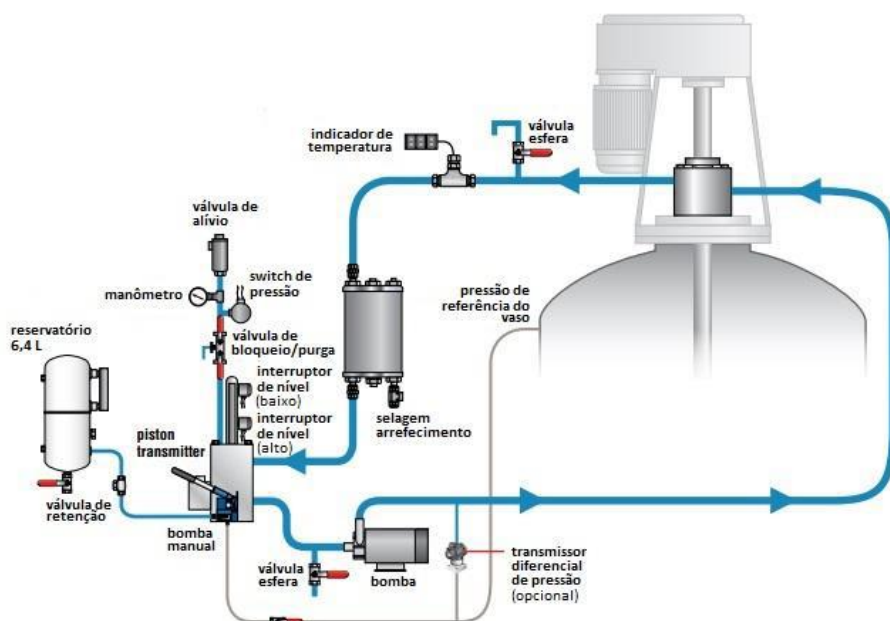 indicador de
temperatura
válvula
esfera
válvula de
alívio
switch de
pressão
manômetro
pressão de
referência do
vaso
reservatório
6,4 L
válvula de
bloqueio/purga
interruptor
de nível
(baixo)
interruptor
de nível
(alto)
selagem
arrefecimento
piston
transmitter
válvula de
retenção
bomba
manual
válvula
esfera
bomba
transmissor
diferencial
de pressão
(opcional)